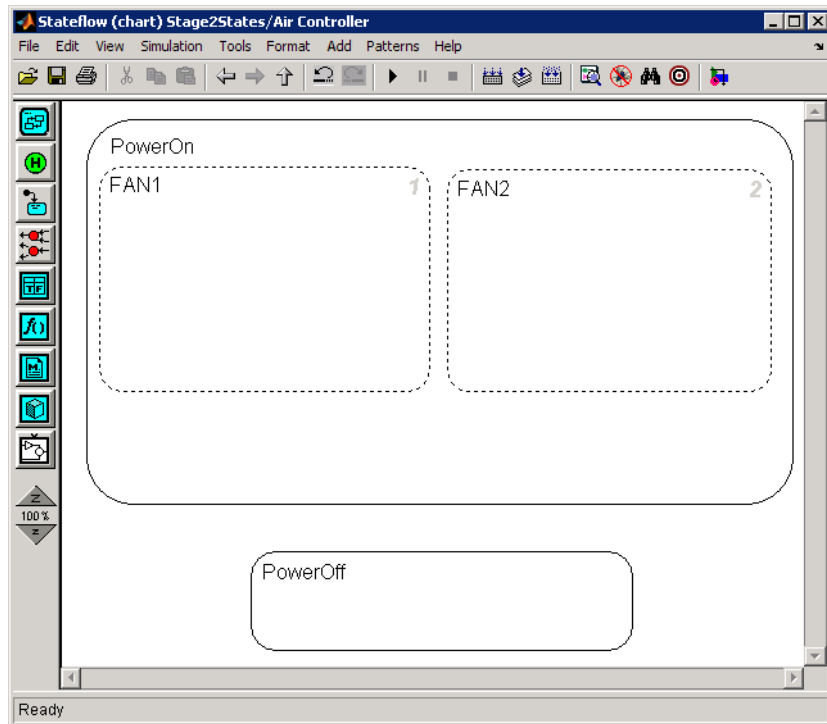 Stateflow (chart) Stage2States/Air Controller
File Edit View Simulation Tools Format Add Patterns Help
H
TF
f()
M
Z
100 %
Z
PowerOn
FAN1
1
FAN2
2
PowerOff
Ready